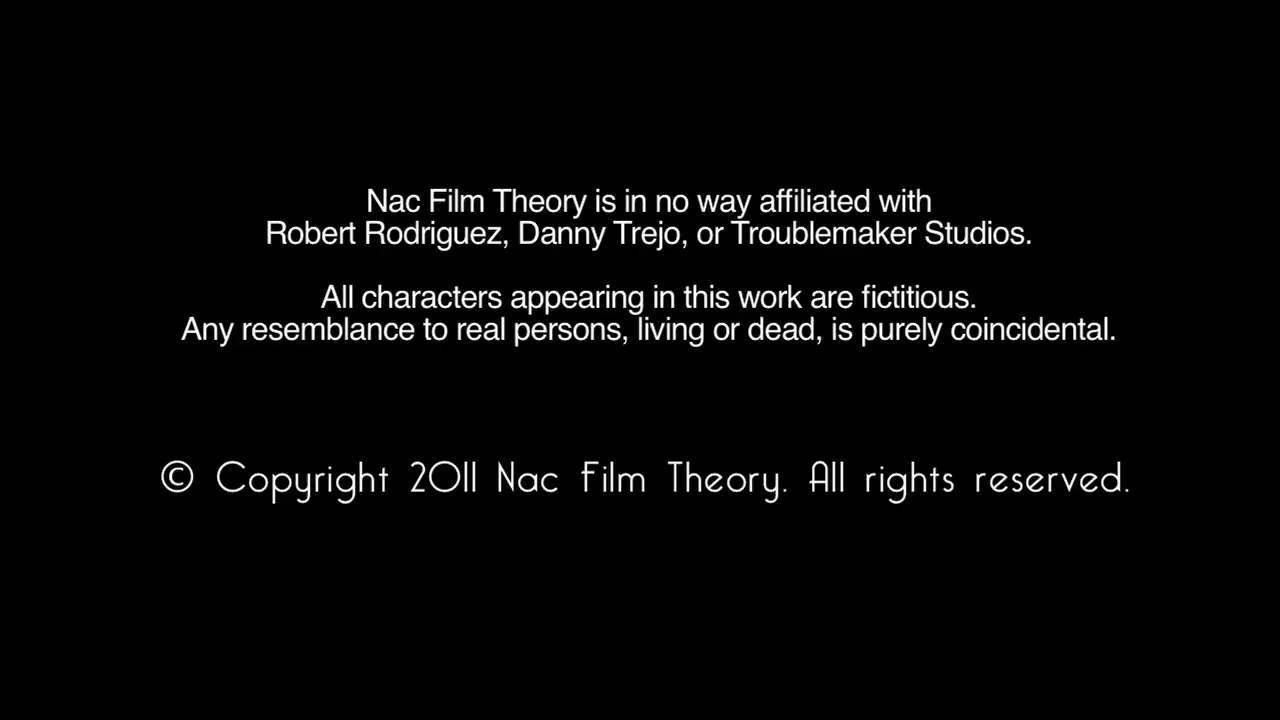 Nac Film Theory is in no way affiliated with
Robert Rodriguez, Danny Trejo, or Troublemaker Studios.
All characters appearing in this work are fictitious.
Any resemblance to real persons, living or dead, is purely coincidental.
© Copyright 2011 Nac Film Theory. All rights reserved.